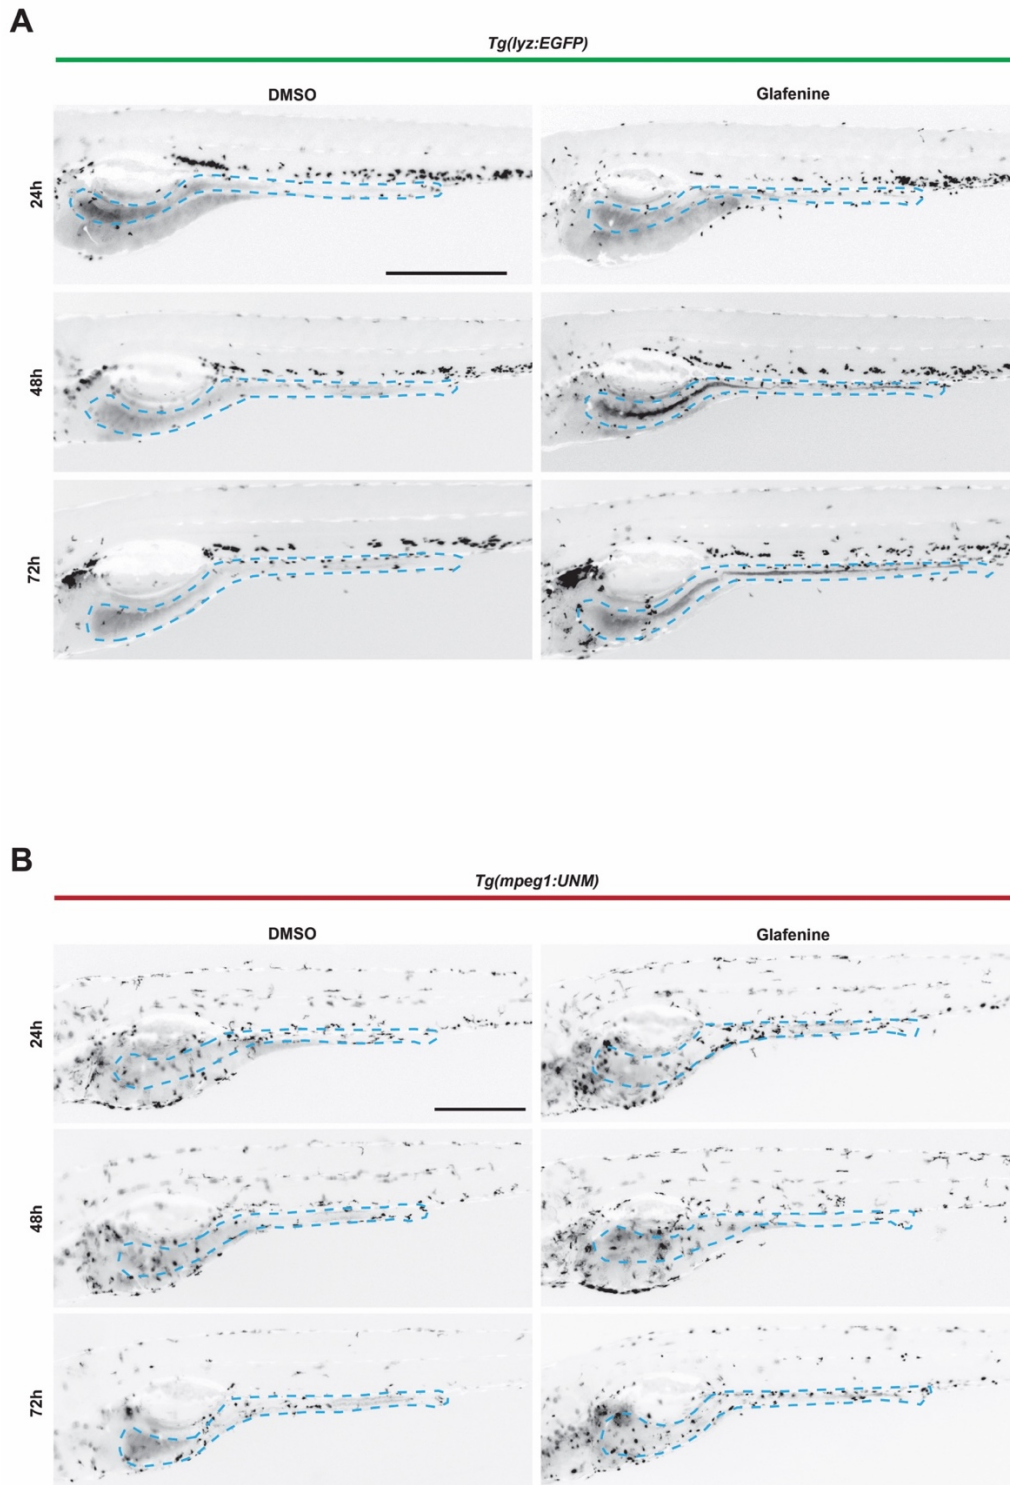 A
Tg(lyz:EGFP)
DMSO
Glafenine
24h
48h
72h
B
Tg(mpeg1:UNM)
DMSO
Glafenine
24h
48h
72h